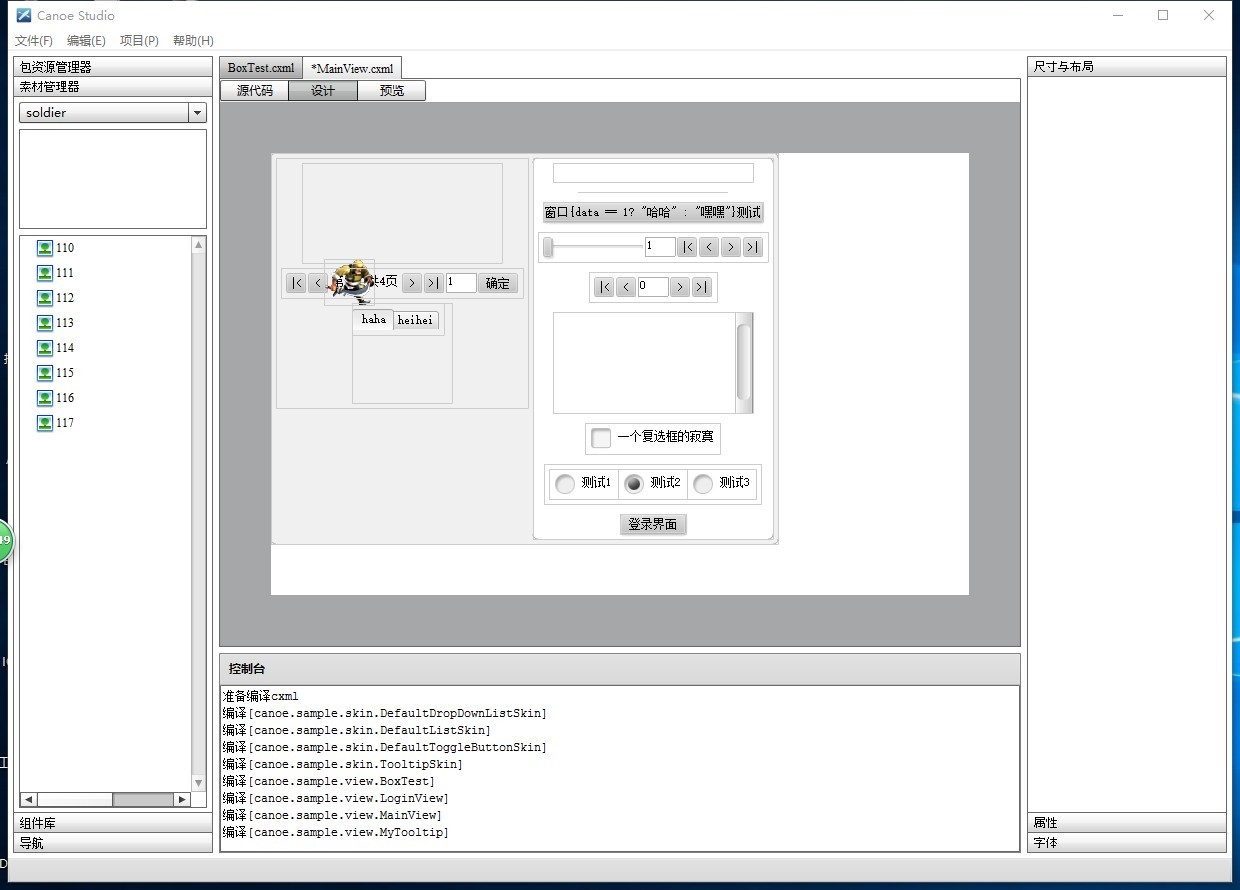 Canoe Studio
文件(F) 编辑(E) 项目(P) 帮助(H)
包资源管理器
素材管理器
soldier
110
111
112
113
114
115
116
117
组件库
导航
BoxTest.cxml *MainView.cxml
源代码 设计 预览
共4页 1 确定
haha heihei
窗口{data == 1? "哈哈" : "嘿嘿"}测试
1
0
一个复选框的寂寞
测试1 测试2 测试3
登录界面
控制台
准备编译cxml
编译[canoe.sample.skin.DefaultDropDownListSkin]
编译[canoe.sample.skin.DefaultListSkin]
编译[canoe.sample.skin.DefaultToggleButtonSkin]
编译[canoe.sample.skin.TooltipSkin]
编译[canoe.sample.view.BoxTest]
编译[canoe.sample.view.LoginView]
编译[canoe.sample.view.MainView]
编译[canoe.sample.view.MyTooltip]
尺寸与布局
属性
字体